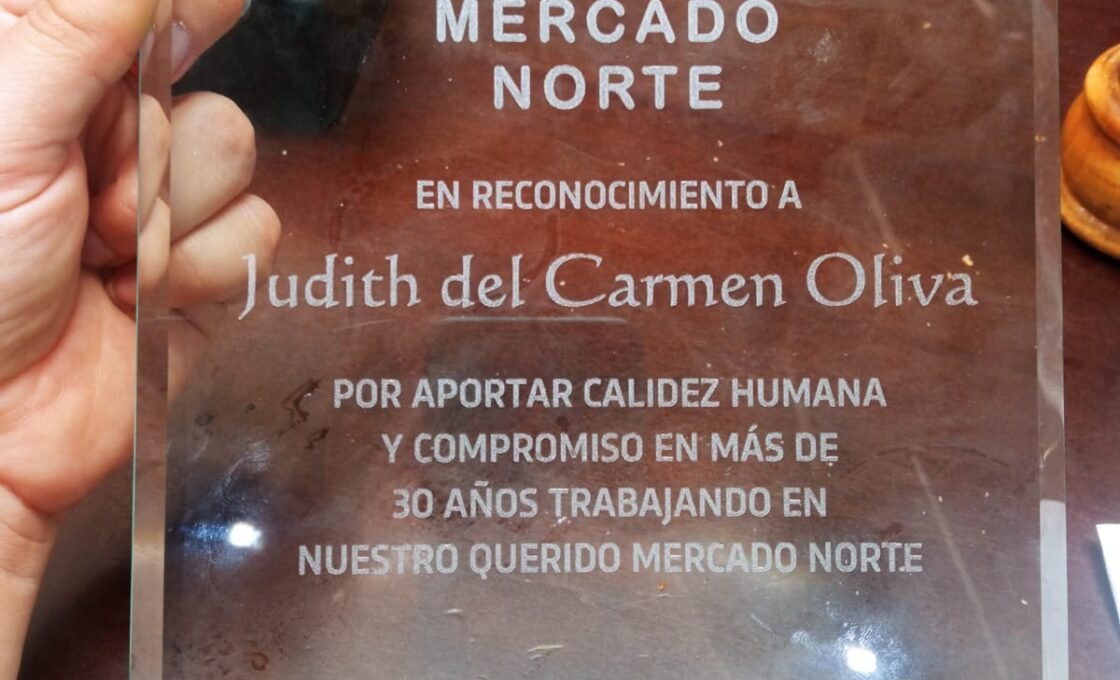 MERCADO
NORTE
EN RECONOCIMIENTO A
Judith del Carmen Oliva
POR APORTAR CALIDEZ HUMANA
Y COMPROMISO EN MÁS DE
30 AÑOS TRABAJANDO EN
NUESTRO QUERIDO MERCADO NORTE